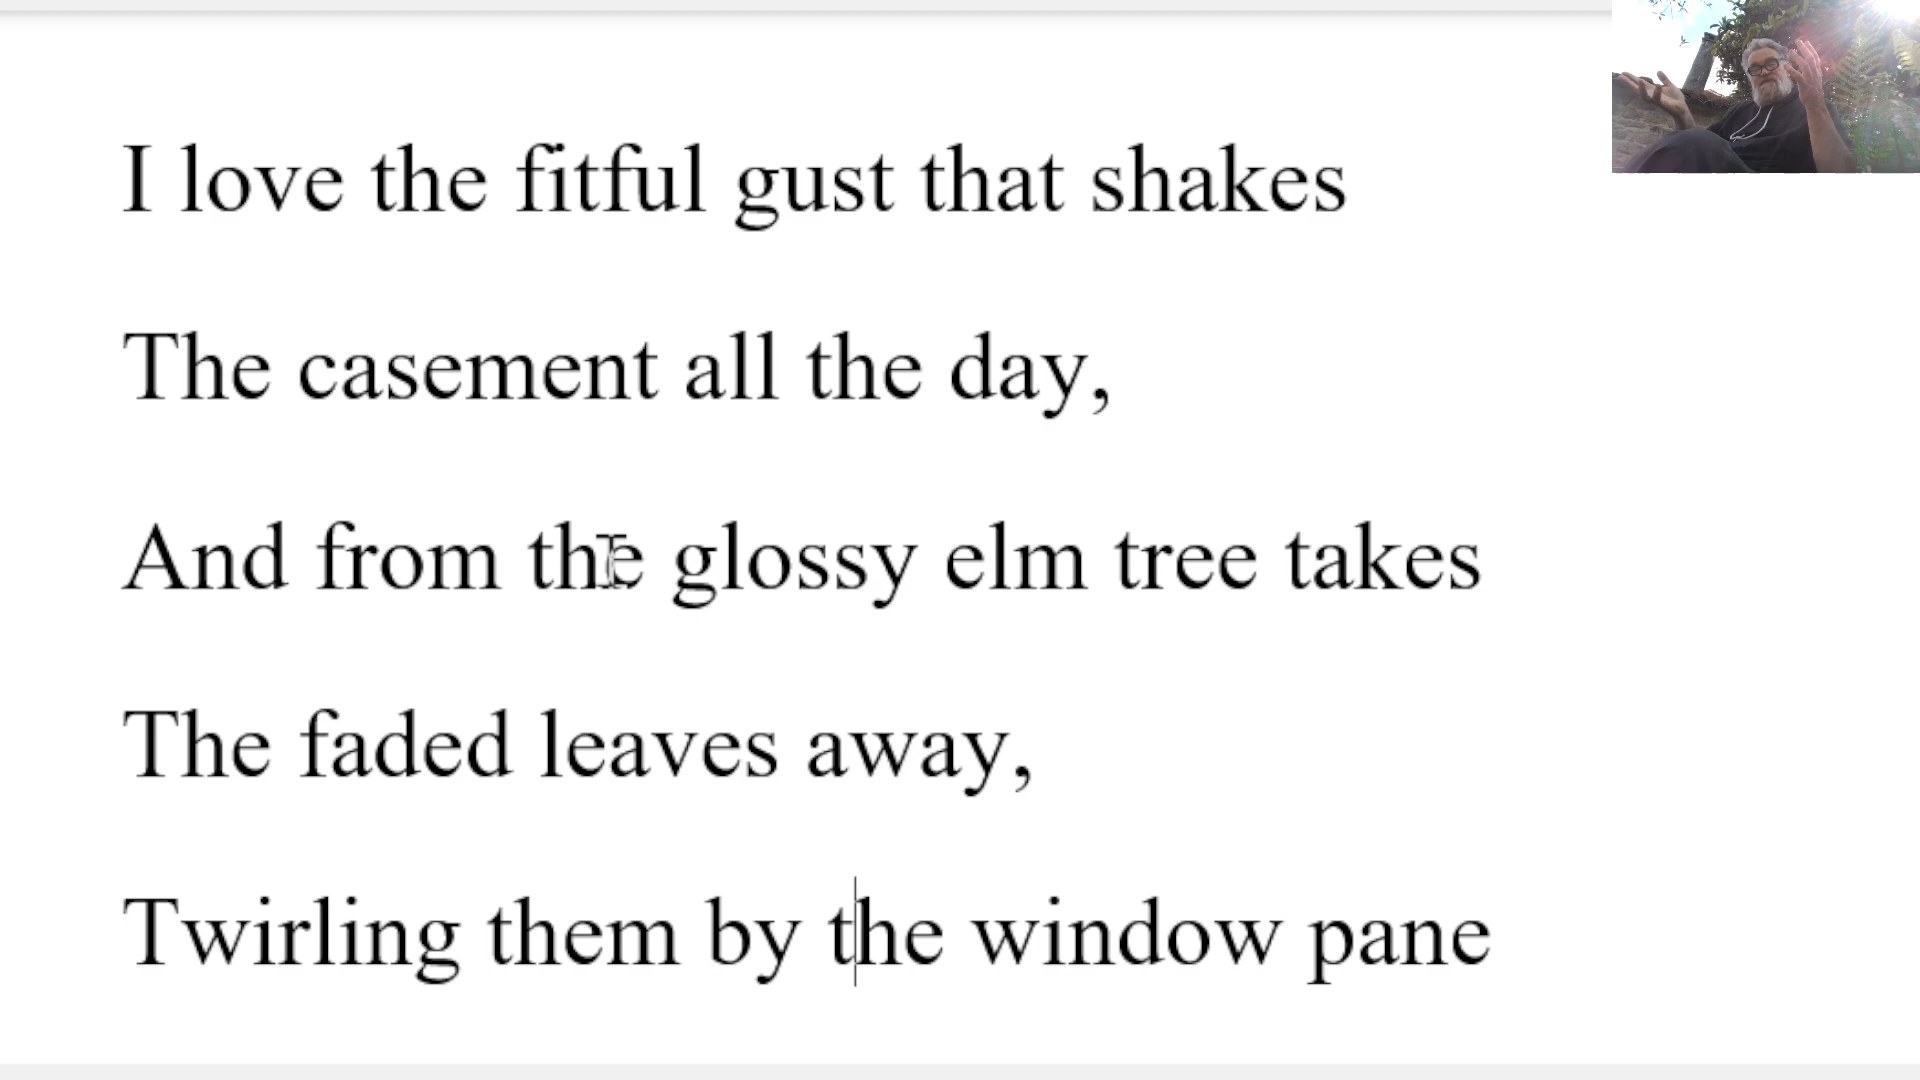 I love the fitful gust that shakes
The casement all the day,
And from the glossy elm tree takes
The faded leaves away,
Twirling them by the window pane